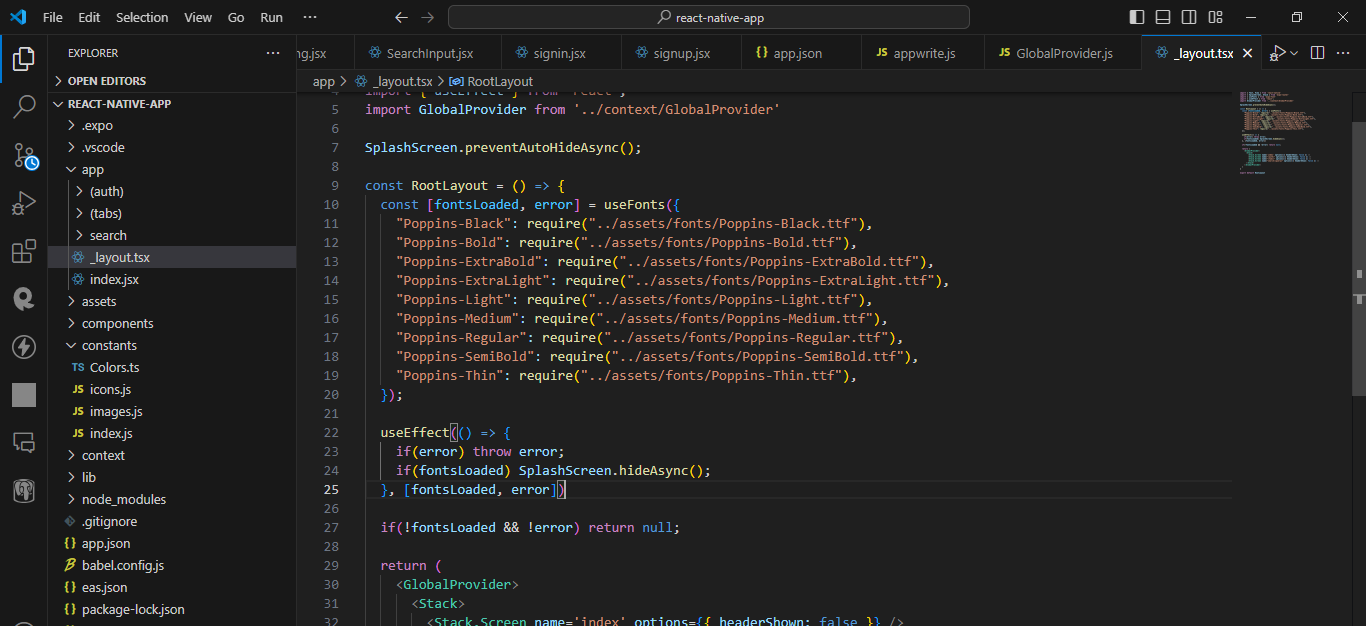 File Edit Selection View Go Run ···
react-native-app
EXPLORER ···
OPEN EDITORS
REACT-NATIVE-APP
.expo
.vscode
app
(auth)
(tabs)
search
_layout.tsx
index.jsx
assets
components
constants
TS Colors.ts
JS icons.js
JS images.js
JS index.js
context
lib
node_modules
.gitignore
{} app.json
babel.config.js
{} eas.json
{} package-lock.json
ng.jsx SearchInput.jsx signin.jsx signup.jsx {} app.json JS appwrite.js JS GlobalProvider.js _layout.tsx
app > _layout.tsx > RootLayout
4 import { useEffect } from 'react';
5 import GlobalProvider from '../context/GlobalProvider'
6
7 SplashScreen.preventAutoHideAsync();
8
9 const RootLayout = () => {
10 const [fontsLoaded, error] = useFonts({
11 "Poppins-Black": require("../assets/fonts/Poppins-Black.ttf"),
12 "Poppins-Bold": require("../assets/fonts/Poppins-Bold.ttf"),
13 "Poppins-ExtraBold": require("../assets/fonts/Poppins-ExtraBold.ttf"),
14 "Poppins-ExtraLight": require("../assets/fonts/Poppins-ExtraLight.ttf"),
15 "Poppins-Light": require("../assets/fonts/Poppins-Light.ttf"),
16 "Poppins-Medium": require("../assets/fonts/Poppins-Medium.ttf"),
17 "Poppins-Regular": require("../assets/fonts/Poppins-Regular.ttf"),
18 "Poppins-SemiBold": require("../assets/fonts/Poppins-SemiBold.ttf"),
19 "Poppins-Thin": require("../assets/fonts/Poppins-Thin.ttf"),
20 });
21
22 useEffect(() => {
23 if(error) throw error;
24 if(fontsLoaded) SplashScreen.hideAsync();
25 }, [fontsLoaded, error])
26
27 if(!fontsLoaded && !error) return null;
28
29 return (
30 <GlobalProvider>
31 <Stack>
32 <Stack.Screen name='index' options={{ headerShown: false }} />